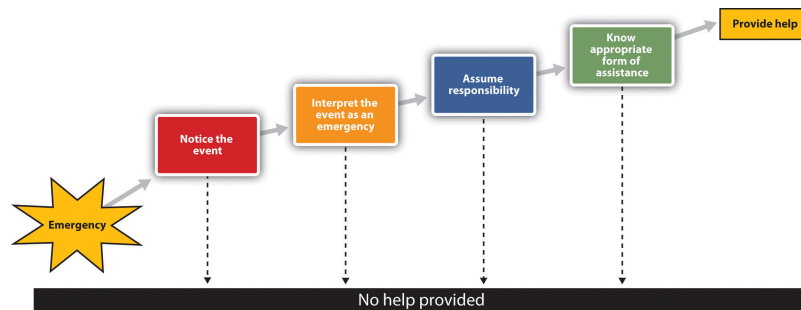 Emergency
Notice the
event
Interpret the
event as an
emergency
Assume
responsibility
Know
appropriate
form of
assistance
Provide help
No help provided